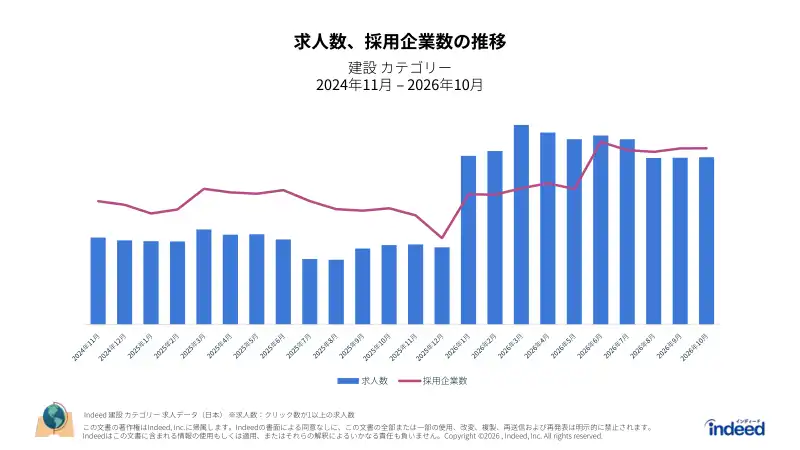 求人数、採用企業数の推移
建設 カテゴリー
2024年11月 – 2026年10月
2024年11月
2024年12月
2025年1月
2025年2月
2025年3月
2025年4月
2025年5月
2025年6月
2025年7月
2025年8月
2025年9月
2025年10月
2025年11月
2025年12月
2026年1月
2026年2月
2026年3月
2026年4月
2026年5月
2026年6月
2026年7月
2026年8月
2026年9月
2026年10月
求人数 採用企業数
Indeed 建設 カテゴリー 求人データ（日本） ※求人数：クリック数が1以上の求人数
この文書の著作権はIndeed, Inc.に帰属します。Indeedの書面による同意なしに、この文書の全部または一部の使用、改変、複製、再送信および再発表は明示的に禁止されます。
Indeedはこの文書に含まれる情報の使用もしくは適用、またはそれらの解釈によるいかなる責任も負いません。Copyright ©2026 , Indeed, Inc. All rights reserved.
インディード
indeed